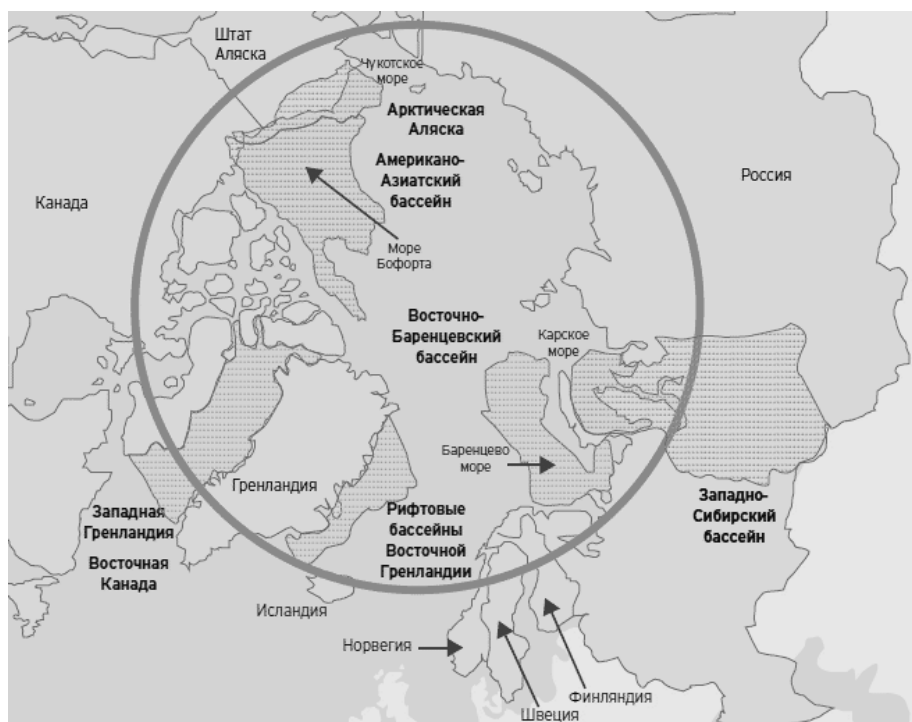 Штат
Аляска
Чукотское
море
Арктическая
Аляска
Американо-
Азиатский
бассейн
Россия
Канада
Море
Бофорта
Восточно-
Баренцевский
бассейн
Карское
море
Баренцево
море
Гренландия
Западная
Гренландия
Восточная
Канада
Рифтовые
бассейны
Восточной
Гренландии
Западно-
Сибирский
бассейн
Исландия
Норвегия
Финляндия
Швеция